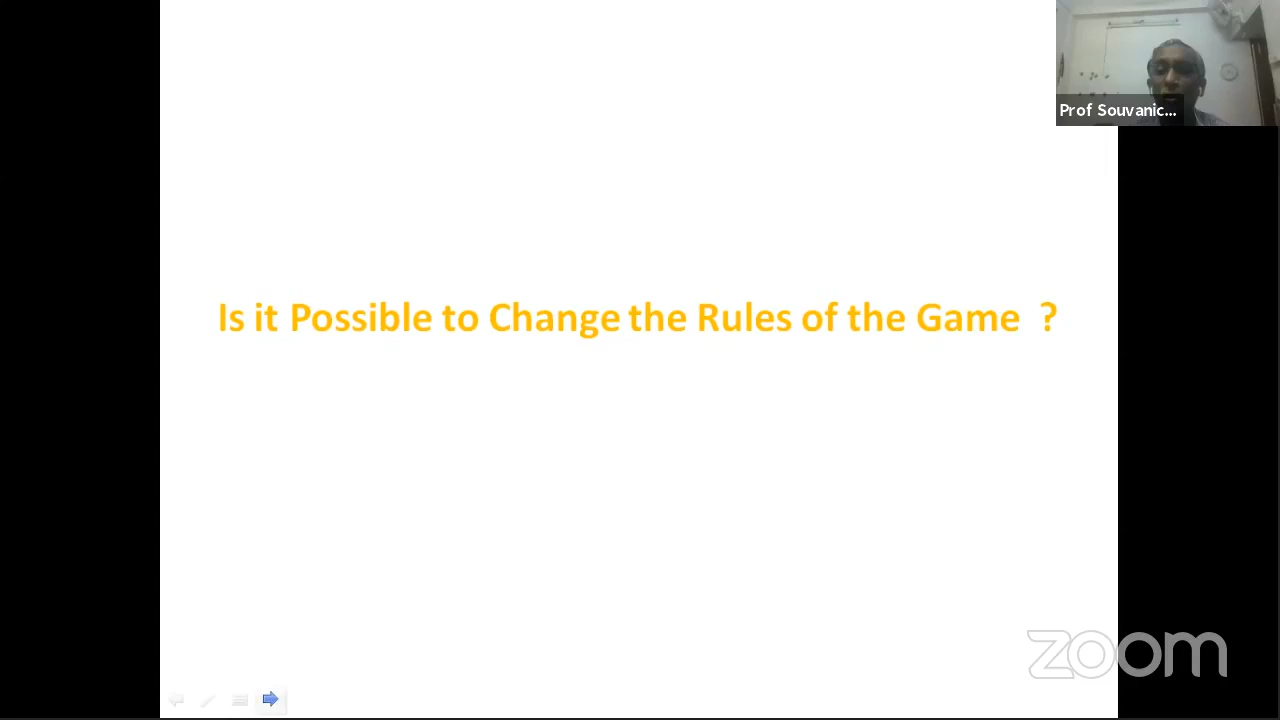 Prof Souvanic...
Is it Possible to Change the Rules of the Game ?
zoom